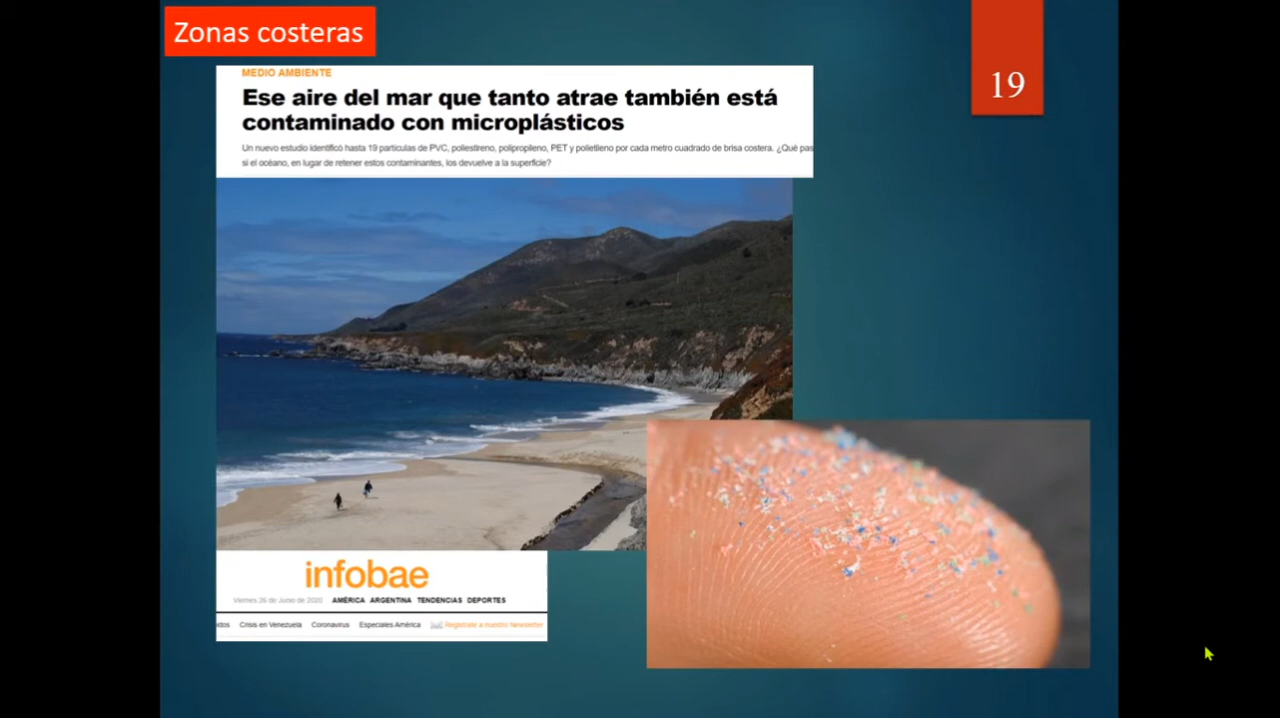 Zonas costeras
19
MEDIO AMBIENTE
Ese aire del mar que tanto atrae también está
contaminado con microplásticos
Un nuevo estudio identificó hasta 19 partículas de PVC, poliestireno, polipropileno, PET y polietileno por cada metro cuadrado de brisa costera. ¿Qué pas
si el océano, en lugar de retener estos contaminantes, los devuelve a la superficie?
infobae
Viernes 26 de Junio de 2020 AMÉRICA ARGENTINA TENDENCIAS DEPORTES
idos Crisis en Venezuela Coronavirus Especiales América Registrate a nuestro Newsletter